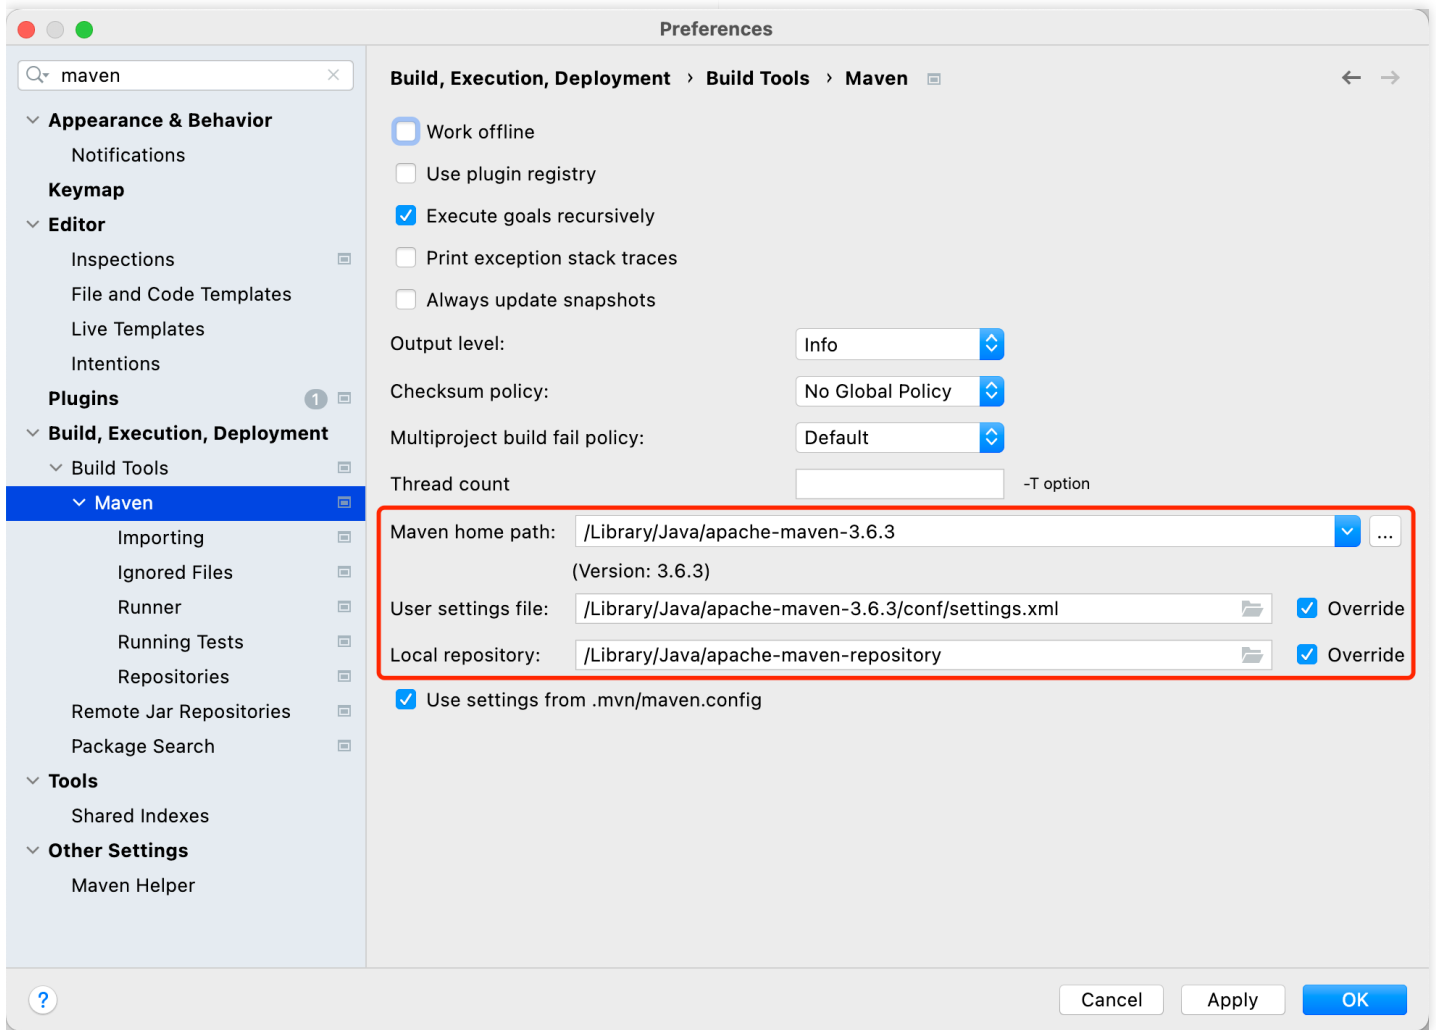 Preferences
maven
Appearance & Behavior
Notifications
Keymap
Editor
Inspections
File and Code Templates
Live Templates
Intentions
Plugins 1
Build, Execution, Deployment
Build Tools
Maven
Importing
Ignored Files
Runner
Running Tests
Repositories
Remote Jar Repositories
Package Search
Tools
Shared Indexes
Other Settings
Maven Helper
Build, Execution, Deployment › Build Tools › Maven
Work offline
Use plugin registry
Execute goals recursively
Print exception stack traces
Always update snapshots
Output level: Info
Checksum policy: No Global Policy
Multiproject build fail policy: Default
Thread count -T option
Maven home path: /Library/Java/apache-maven-3.6.3 ...
(Version: 3.6.3)
User settings file: /Library/Java/apache-maven-3.6.3/conf/settings.xml Override
Local repository: /Library/Java/apache-maven-repository Override
Use settings from .mvn/maven.config
? Cancel Apply OK